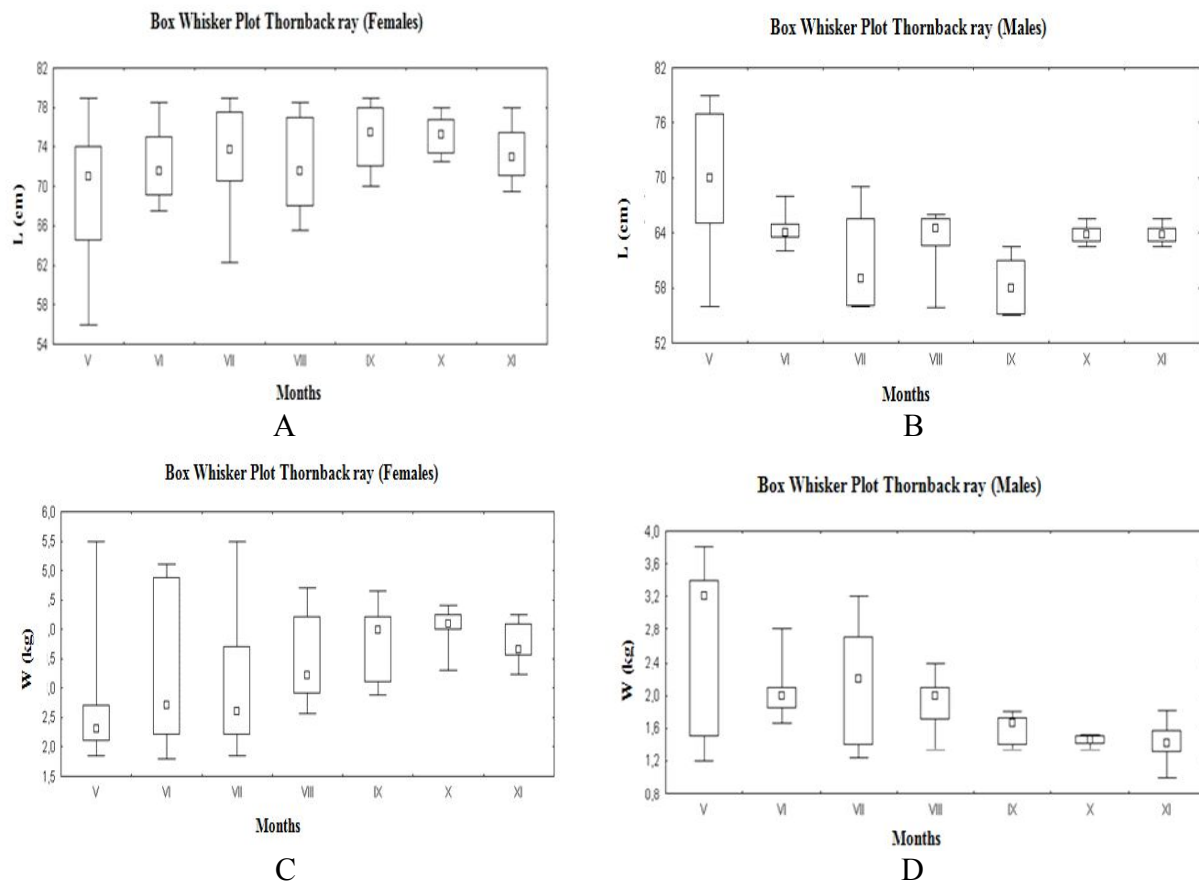 Box Whisker Plot Thornback ray (Females)
82
78
74
70
66
62
58
54
L (cm)
V VI VII VIII IX X XI
Months
A
Box Whisker Plot Thornback ray (Males)
82
76
70
64
58
52
L (cm)
V VI VII VIII IX X XI
Months
B
Box Whisker Plot Thornback ray (Females)
6,0
5,5
5,0
,5
,0
,5
,0
2,5
2,0
1,5
W (kg)
V VI VII VIII IX X XI
Months
C
Box Whisker Plot Thornback ray (Males)
4,0
3,6
3,2
2,8
2,4
2,0
1,6
1,2
0,8
W (kg)
V VI VII VIII IX X XI
Months
D